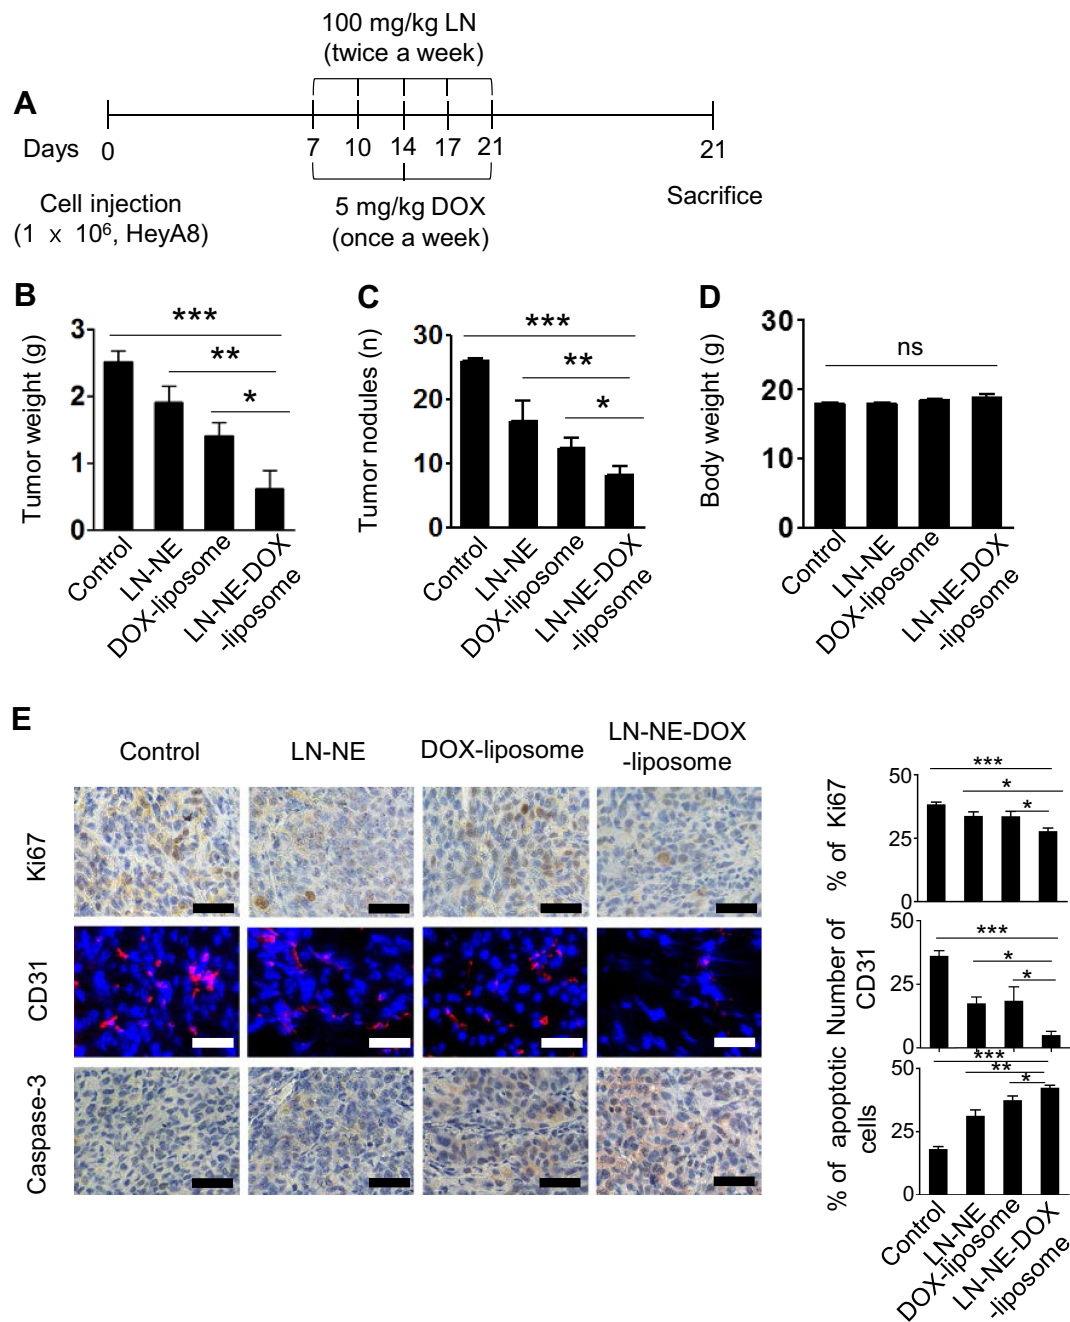 100 mg/kg LN
(twice a week)
A
Days 0 7 10 14 17 21 21
Cell injection
(1 x 10⁶, HeyA8)
5 mg/kg DOX
(once a week)
Sacrifice
B
***
**
*
Tumor weight (g)
3
2
1
0
Control
LN-NE
DOX-liposome
LN-NE-DOX
-liposome
C
***
**
*
Tumor nodules (n)
30
20
10
0
Control
LN-NE
DOX-liposome
LN-NE-DOX
-liposome
D
ns
Body weight (g)
30
20
10
0
Control
LN-NE
DOX-liposome
LN-NE-DOX
-liposome
E
Control
LN-NE
DOX-liposome
LN-NE-DOX
-liposome
Ki67
CD31
Caspase-3
% of Ki67
50
25
0
***
*
*
Number of
CD31
50
25
0
***
*
*
% of apoptotic
cells
50
25
0
***
**
*
Control
LN-NE
DOX-liposome
LN-NE-DOX
-liposome